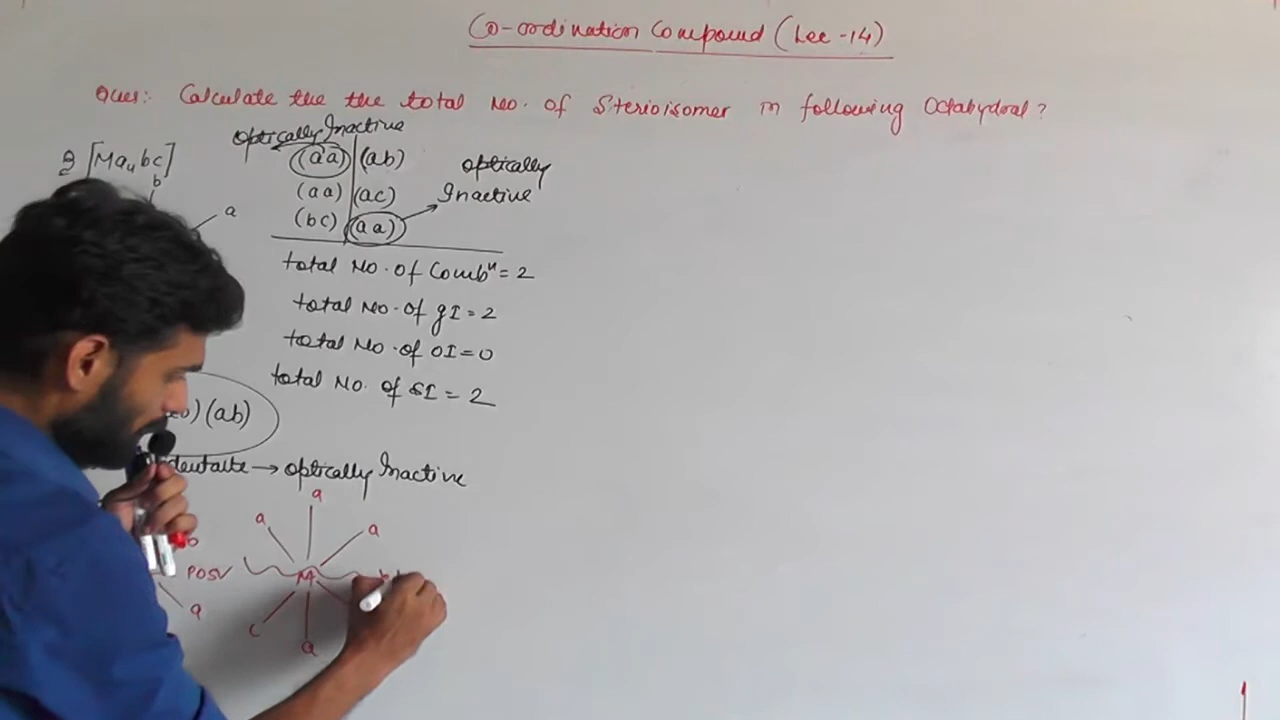 Co-ordination Compound (Lec -14)
Ques:. Calculate the the total No. of Sterioisomer in following Octahydral ?
optically Inactive
2 [Ma₄bc]
(aa) (ab)
optically
Inactive
(aa) (ac)
(bc) (aa)
b
a
total No. of Combⁿ = 2
total No. of gI = 2
total No. of OI = 0
total No. of SI = 2
(ab)
→ optically Inactive
a
a a
POSV M
a
c
a